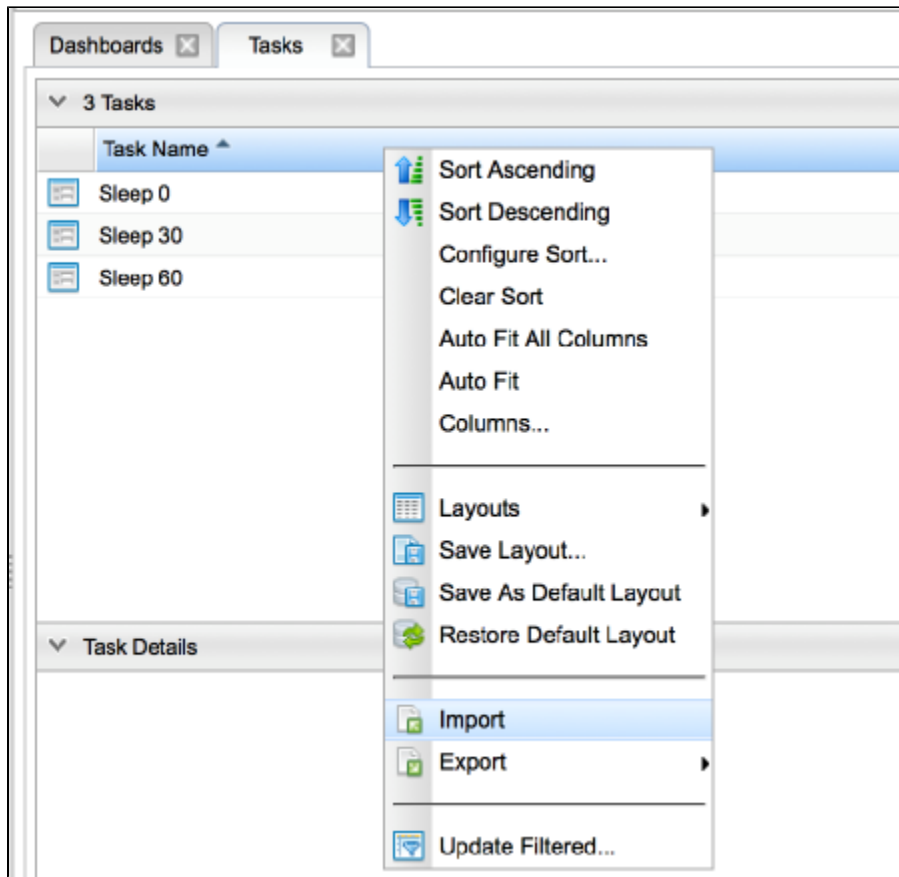 Dashboards
Tasks
3 Tasks
Task Name
Sleep 0
Sleep 30
Sleep 60
Sort Ascending
Sort Descending
Configure Sort...
Clear Sort
Auto Fit All Columns
Auto Fit
Columns...
Layouts
Save Layout...
Save As Default Layout
Restore Default Layout
Import
Export
Update Filtered...
Task Details